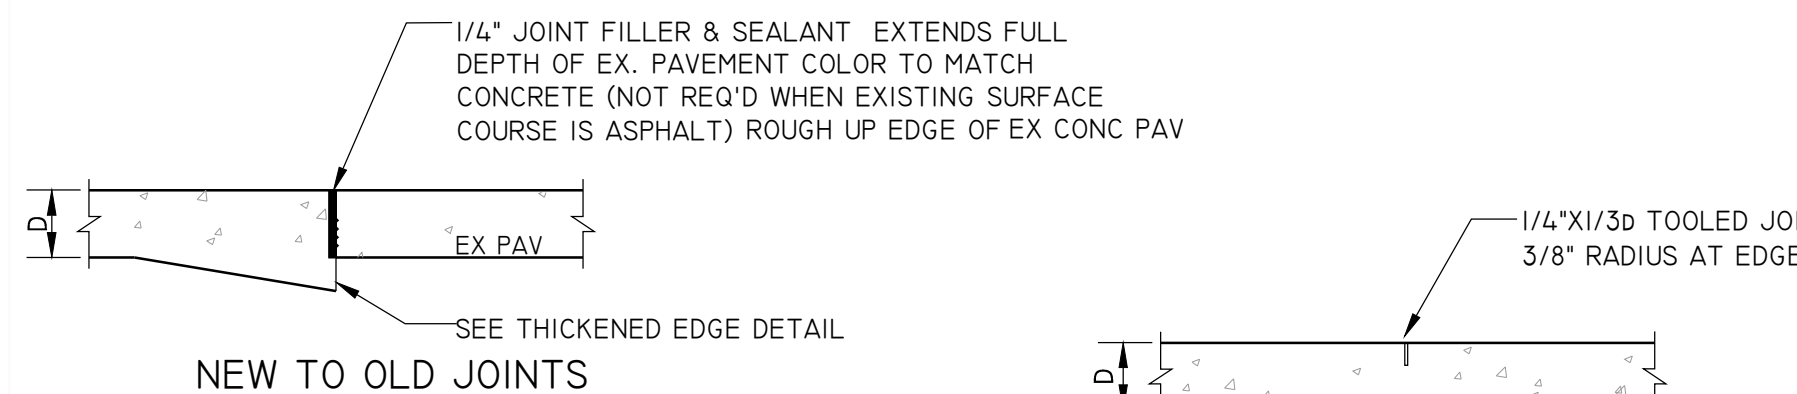 1/4" JOINT FILLER & SEALANT EXTENDS FULL
DEPTH OF EX. PAVEMENT COLOR TO MATCH
CONCRETE (NOT REQ'D WHEN EXISTING SURFACE
COURSE IS ASPHALT) ROUGH UP EDGE OF EX CONC PAV
D
EX PAV
SEE THICKENED EDGE DETAIL
NEW TO OLD JOINTS
1/4"X1/3D TOOLED JOI
3/8" RADIUS AT EDGE
D